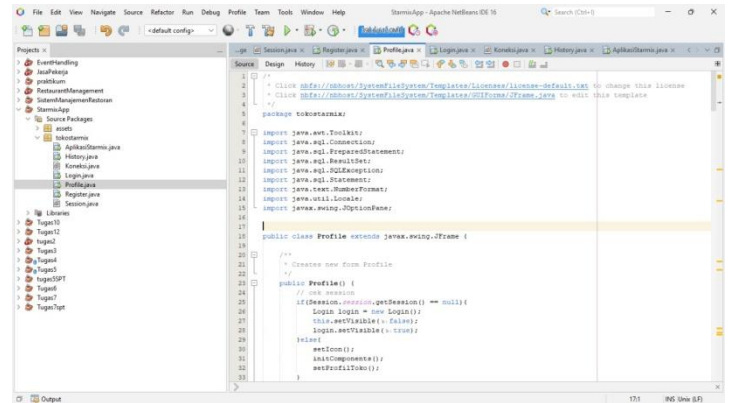 File Edit View Navigate Source Refactor Run Debug Profile Team Tools Window Help
StarmixApp - Apache NetBeans IDE 16
Search (Ctrl+I)
<default config>
Projects
...ge Session.java Register.java Profile.java Login.java Koneksi.java History.java AplikasiStarmix.java
Source Design History
EventHandling
JasaPekerja
praktikum
RestaurantManagement
SistemManajemenRestoran
StarmixApp
Source Packages
assets
tokostarmix
AplikasiStarmix.java
History.java
Koneksi.java
Login.java
Profile.java
Register.java
Session.java
Libraries
Tugas10
Tugas12
tugas2
Tugas3
Tugas4
Tugas5
tugas5SPT
Tugas6
Tugas7
Tugas7spt
1 /*
2 * Click nbfs://nbhost/SystemFileSystem/Templates/Licenses/license-default.txt to change this license
3 * Click nbfs://nbhost/SystemFileSystem/Templates/GUIForms/JFrame.java to edit this template
4 */
5 package tokostarmix;
6
7 import java.awt.Toolkit;
8 import java.sql.Connection;
9 import java.sql.PreparedStatement;
10 import java.sql.ResultSet;
11 import java.sql.SQLException;
12 import java.sql.Statement;
13 import java.text.NumberFormat;
14 import java.util.Locale;
15 import javax.swing.JOptionPane;
16
17
18 public class Profile extends javax.swing.JFrame {
19
20 /**
21 * Creates new form Profile
22 */
23 public Profile() {
24 // cek session
25 if(Session.session.getSession() == null){
26 Login login = new Login();
27 this.setVisible(b: false);
28 login.setVisible(b: true);
29 }else{
30 setIcon();
31 initComponents();
32 setProfilToko();
33 }
Output
17:1
INS Unix (LF)